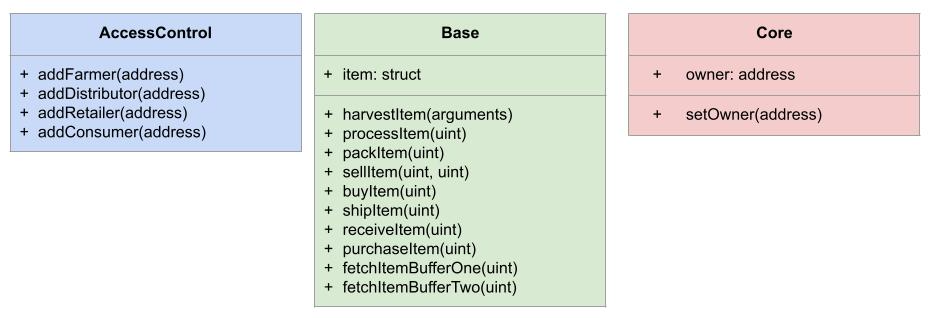 AccessControl
+ addFarmer(address)
+ addDistributor(address)
+ addRetailer(address)
+ addConsumer(address)
Base
+ item: struct
+ harvestItem(arguments)
+ processItem(uint)
+ packItem(uint)
+ sellItem(uint, uint)
+ buyItem(uint)
+ shipItem(uint)
+ receiveItem(uint)
+ purchaseItem(uint)
+ fetchItemBufferOne(uint)
+ fetchItemBufferTwo(uint)
Core
+ owner: address
+ setOwner(address)